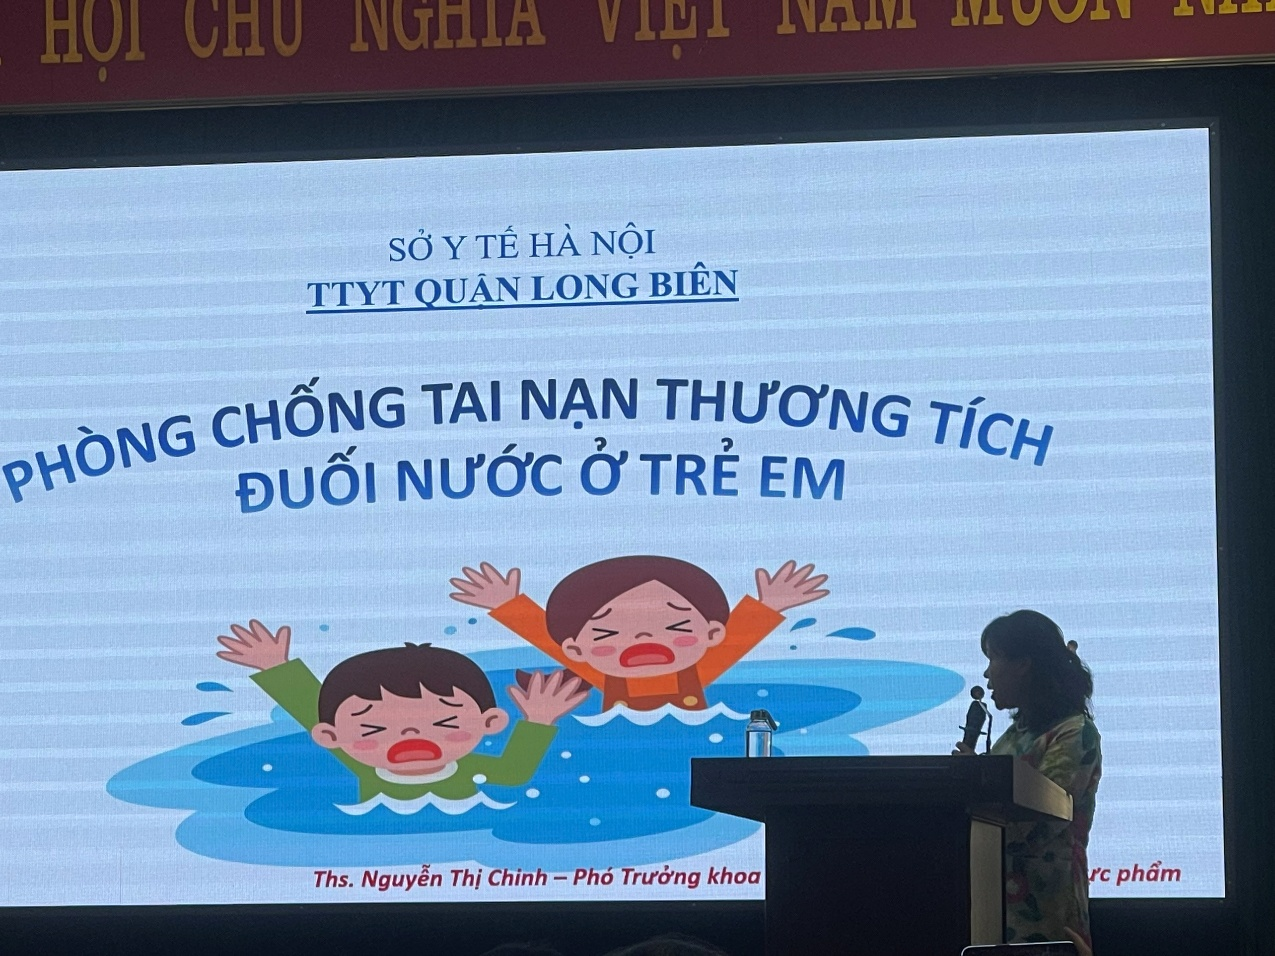 HỘI CHỦ NGHĨA VIỆT NAM MUÔN
SỞ Y TẾ HÀ NỘI
TTYT QUẬN LONG BIÊN
PHÒNG CHỐNG TAI NẠN THƯƠNG TÍCH
ĐUỐI NƯỚC Ở TRẺ EM
Ths. Nguyễn Thị Chinh – Phó Trưởng khoa ực phẩm